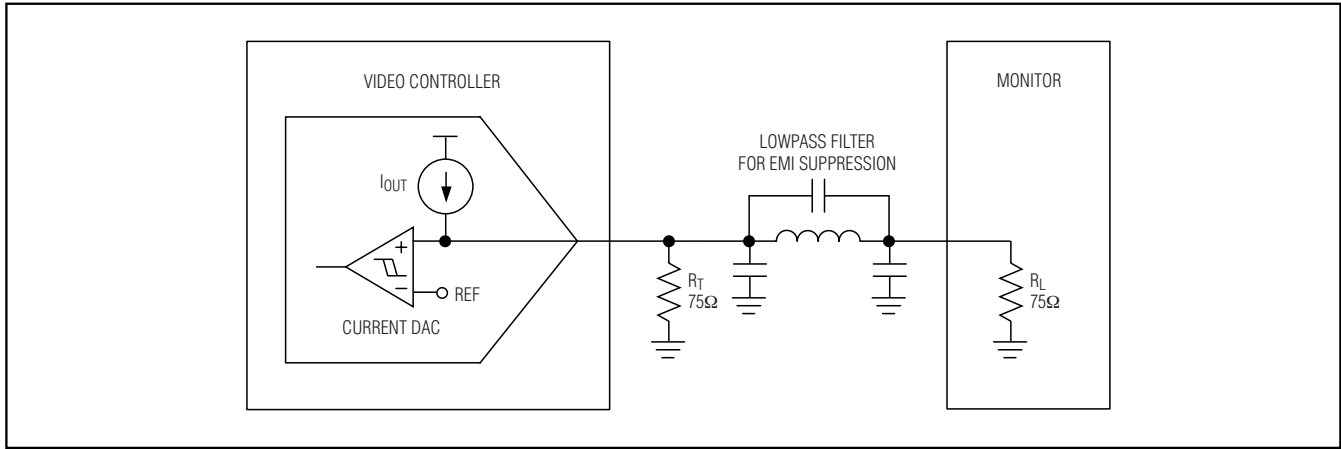 VIDEO CONTROLLER
MONITOR
LOWPASS FILTER
FOR EMI SUPPRESSION
IOUT
+
−
REF
CURRENT DAC
RT
75Ω
RL
75Ω